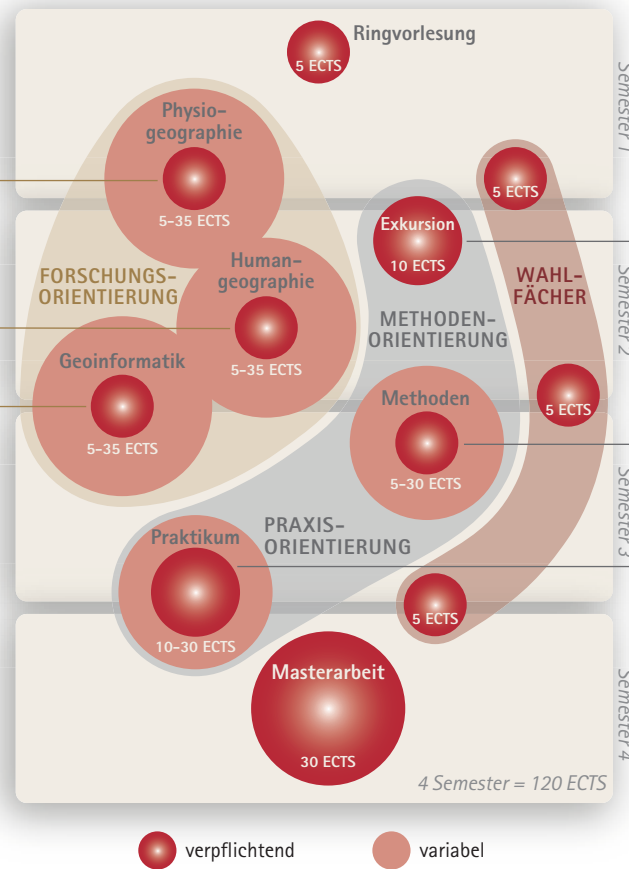 Ringvorlesung
5 ECTS
Semester 1
Physio-
geographie
5-35 ECTS
5 ECTS
Exkursion
10 ECTS
Human-
geographie
5-35 ECTS
FORSCHUNGS-
ORIENTIERUNG
WAHL-
FÄCHER
Semester 2
METHODEN-
ORIENTIERUNG
Geoinformatik
5-35 ECTS
Methoden
5-30 ECTS
5 ECTS
Semester 3
PRAXIS-
ORIENTIERUNG
Praktikum
10-30 ECTS
5 ECTS
Masterarbeit
30 ECTS
Semester 4
4 Semester = 120 ECTS
verpflichtend
variabel